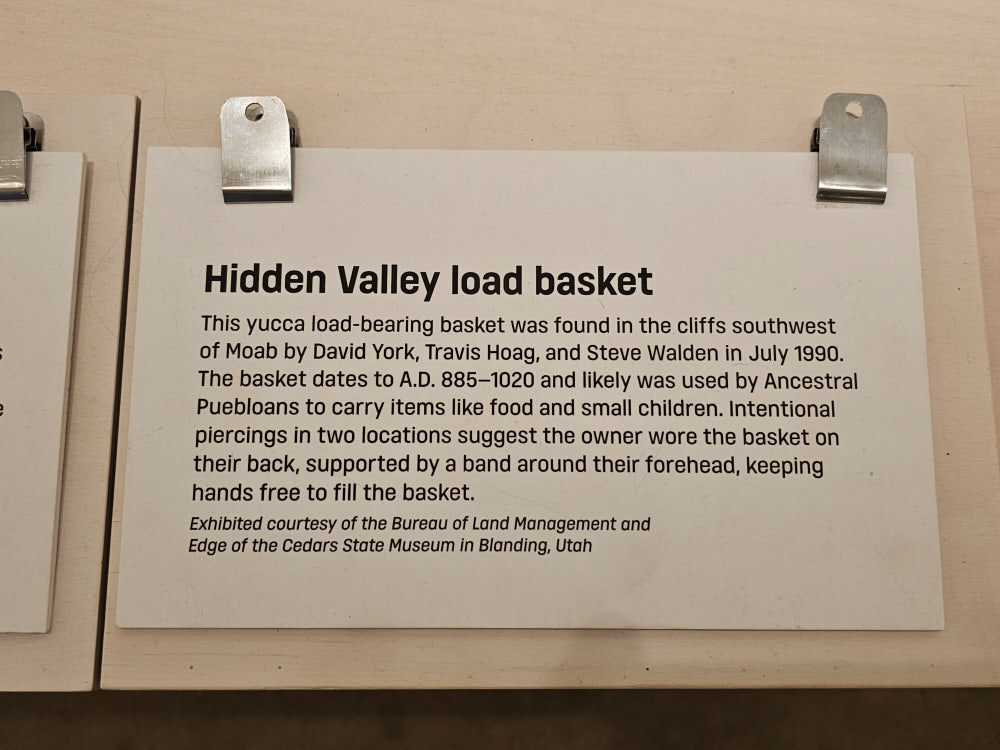 Hidden Valley load basket
This yucca load-bearing basket was found in the cliffs southwest
of Moab by David York, Travis Hoag, and Steve Walden in July 1990.
The basket dates to A.D. 885–1020 and likely was used by Ancestral
Puebloans to carry items like food and small children. Intentional
piercings in two locations suggest the owner wore the basket on
their back, supported by a band around their forehead, keeping
hands free to fill the basket.
Exhibited courtesy of the Bureau of Land Management and
Edge of the Cedars State Museum in Blanding, Utah